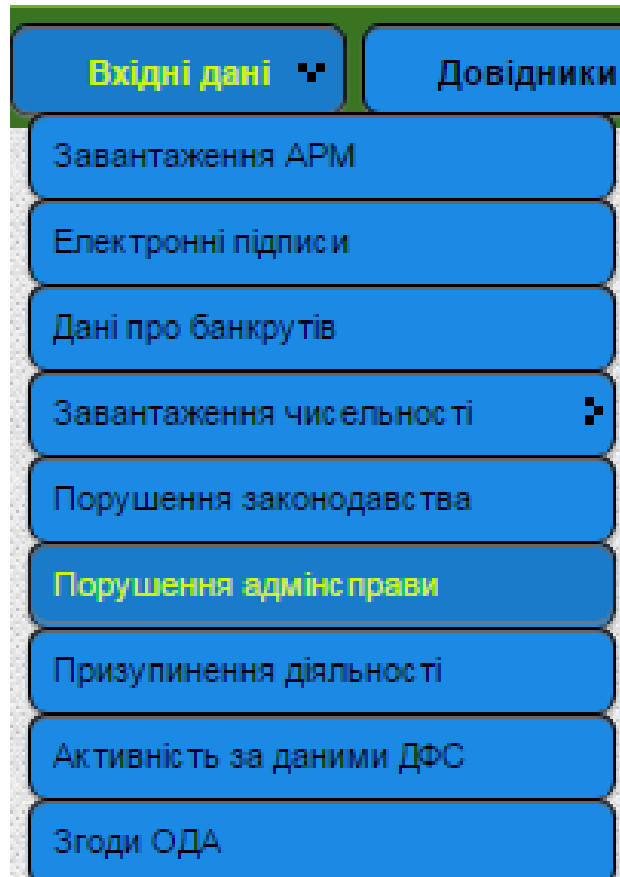 Вхідні дані
Довідники
Завантаження АРМ
Електронні підписи
Дані про банкрутів
Завантаження чисельності
Порушення законодавства
Порушення адмінсправи
Призупинення діяльності
Активність за даними ДФС
Згоди ОДА